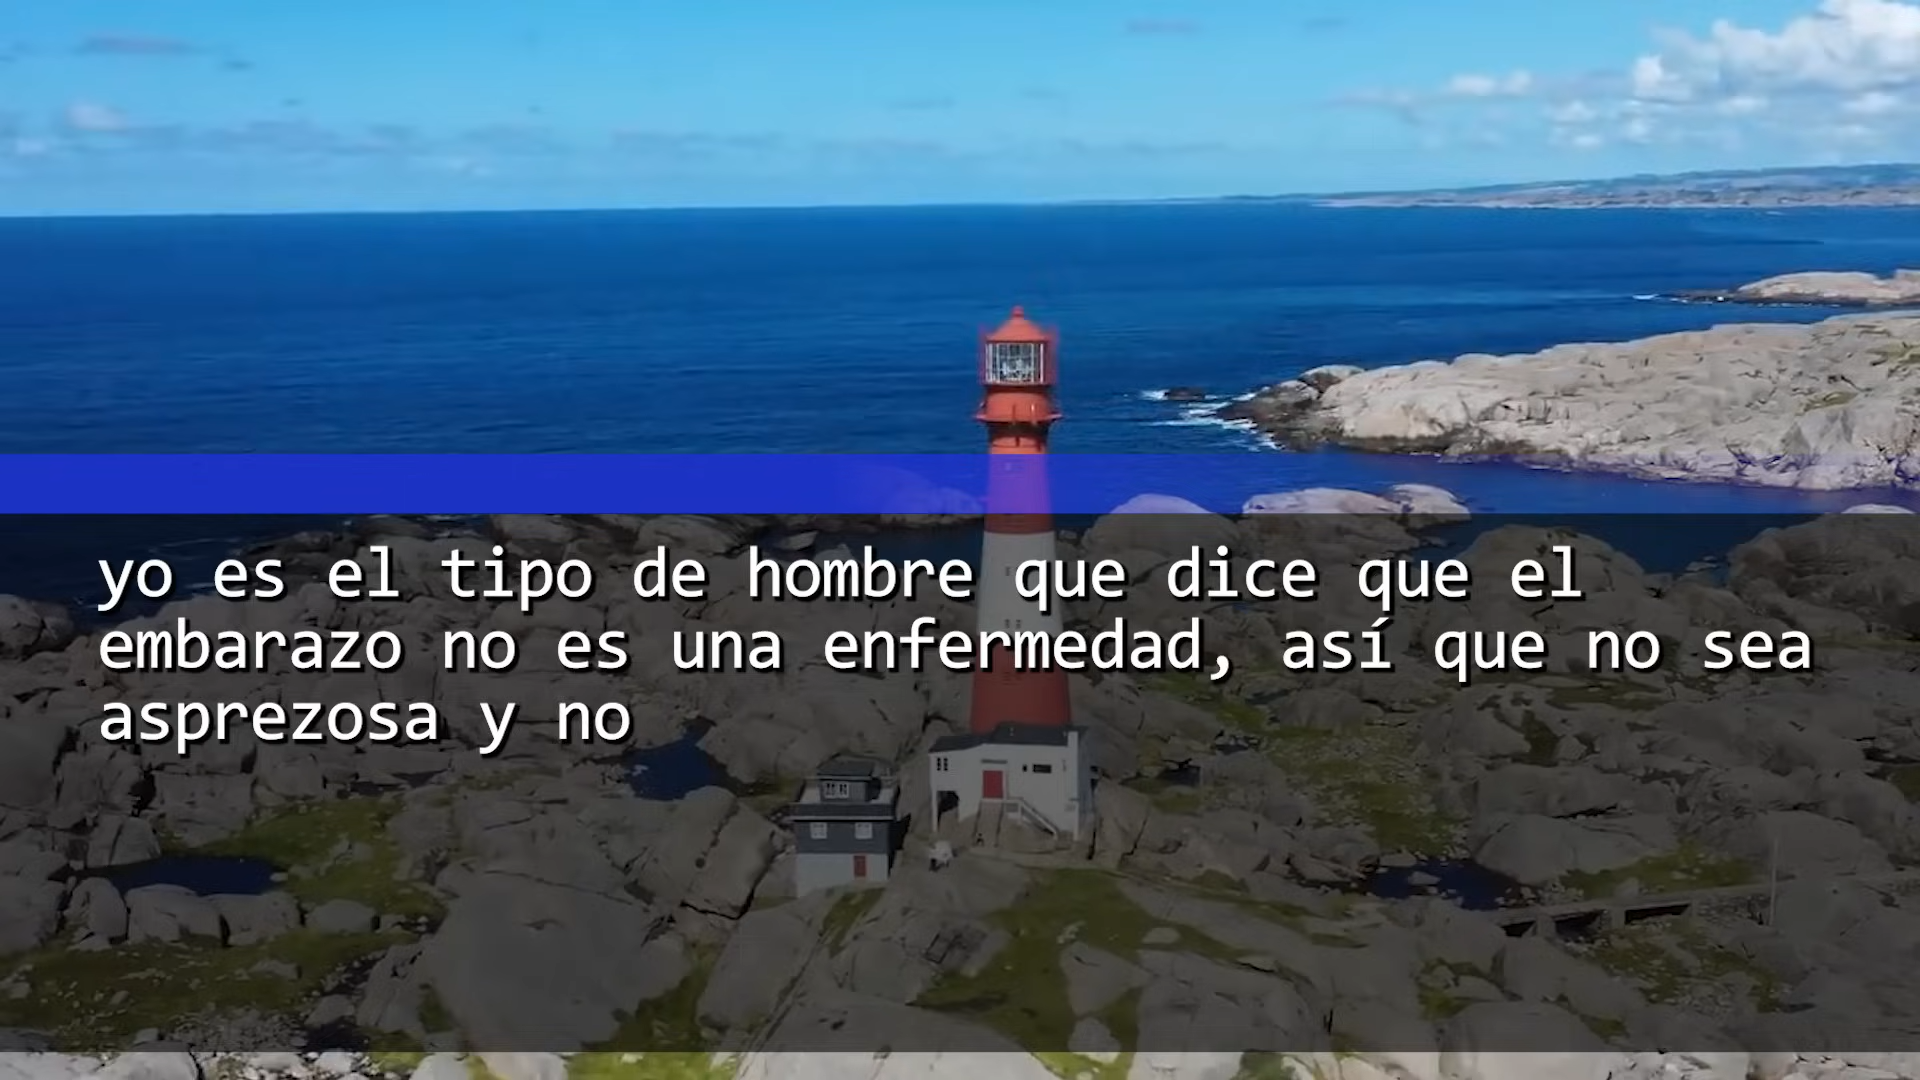 yo es el tipo de hombre que dice que el
embarazo no es una enfermedad, así que no sea
asprezosa y no